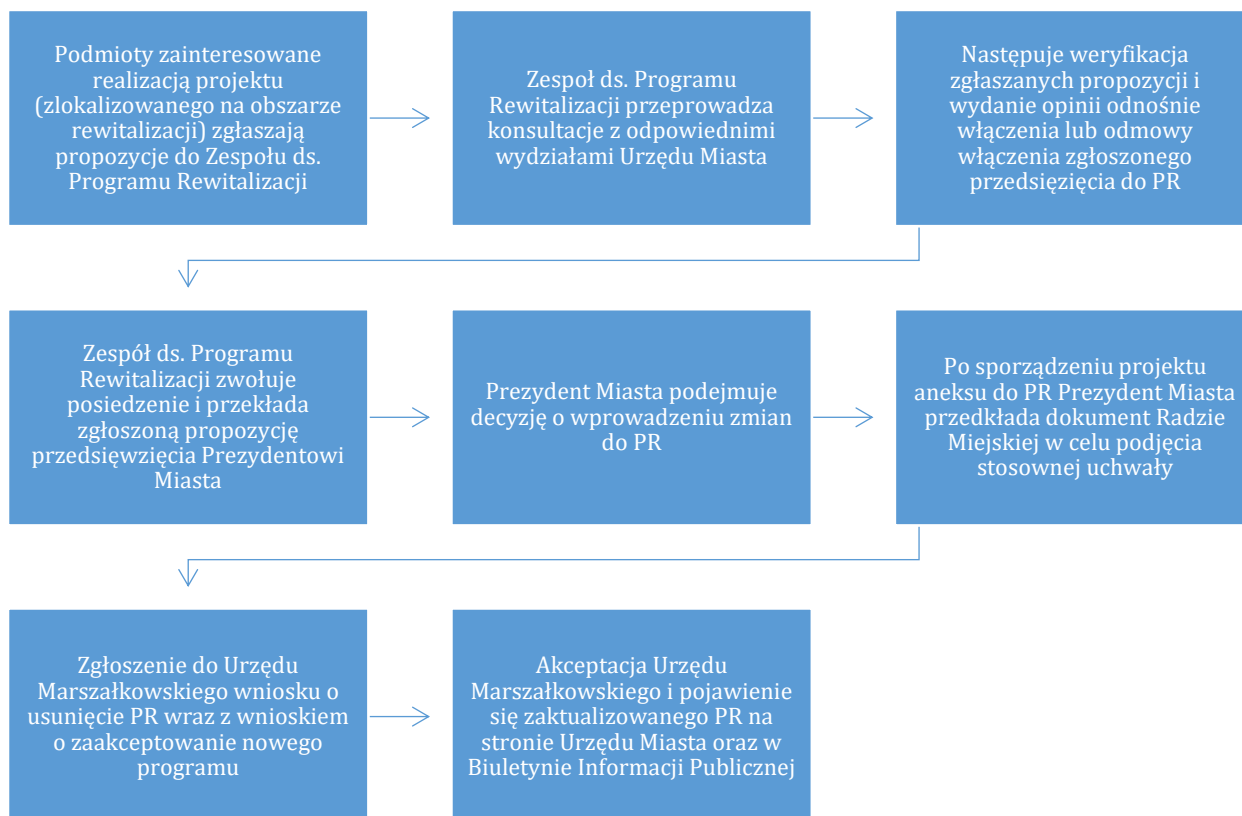 Podmioty zainteresowane
realizacją projektu
(zlokalizowanego na obszarze
rewitalizacji) zgłaszają
propozycje do Zespołu ds.
Programu Rewitalizacji
Zespoł ds. Programu
Rewitalizacji przeprowadza
konsultacje z odpowiednimi
wydziałami Urzędu Miasta
Następuje weryfikacja
zgłaszanych propozycji i
wydanie opinii odnośnie
włączenia lub odmowy
włączenia zgłoszonego
przedsięzięcia do PR
Zespół ds. Programu
Rewitalizacji zwołuje
posiedzenie i przekłada
zgłoszoną propozycję
przedsięwzięcia Prezydentowi
Miasta
Prezydent Miasta podejmuje
decyzję o wprowadzeniu zmian
do PR
Po sporządzeniu projektu
aneksu do PR Prezydent Miasta
przedkłada dokument Radzie
Miejskiej w celu podjęcia
stosownej uchwały
Zgłoszenie do Urzędu
Marszałkowskiego wniosku o
usunięcie PR wraz z wnioskiem
o zaakceptowanie nowego
programu
Akceptacja Urzędu
Marszałkowskiego i pojawienie
się zaktualizowanego PR na
stronie Urzędu Miasta oraz w
Biuletynie Informacji Publicznej